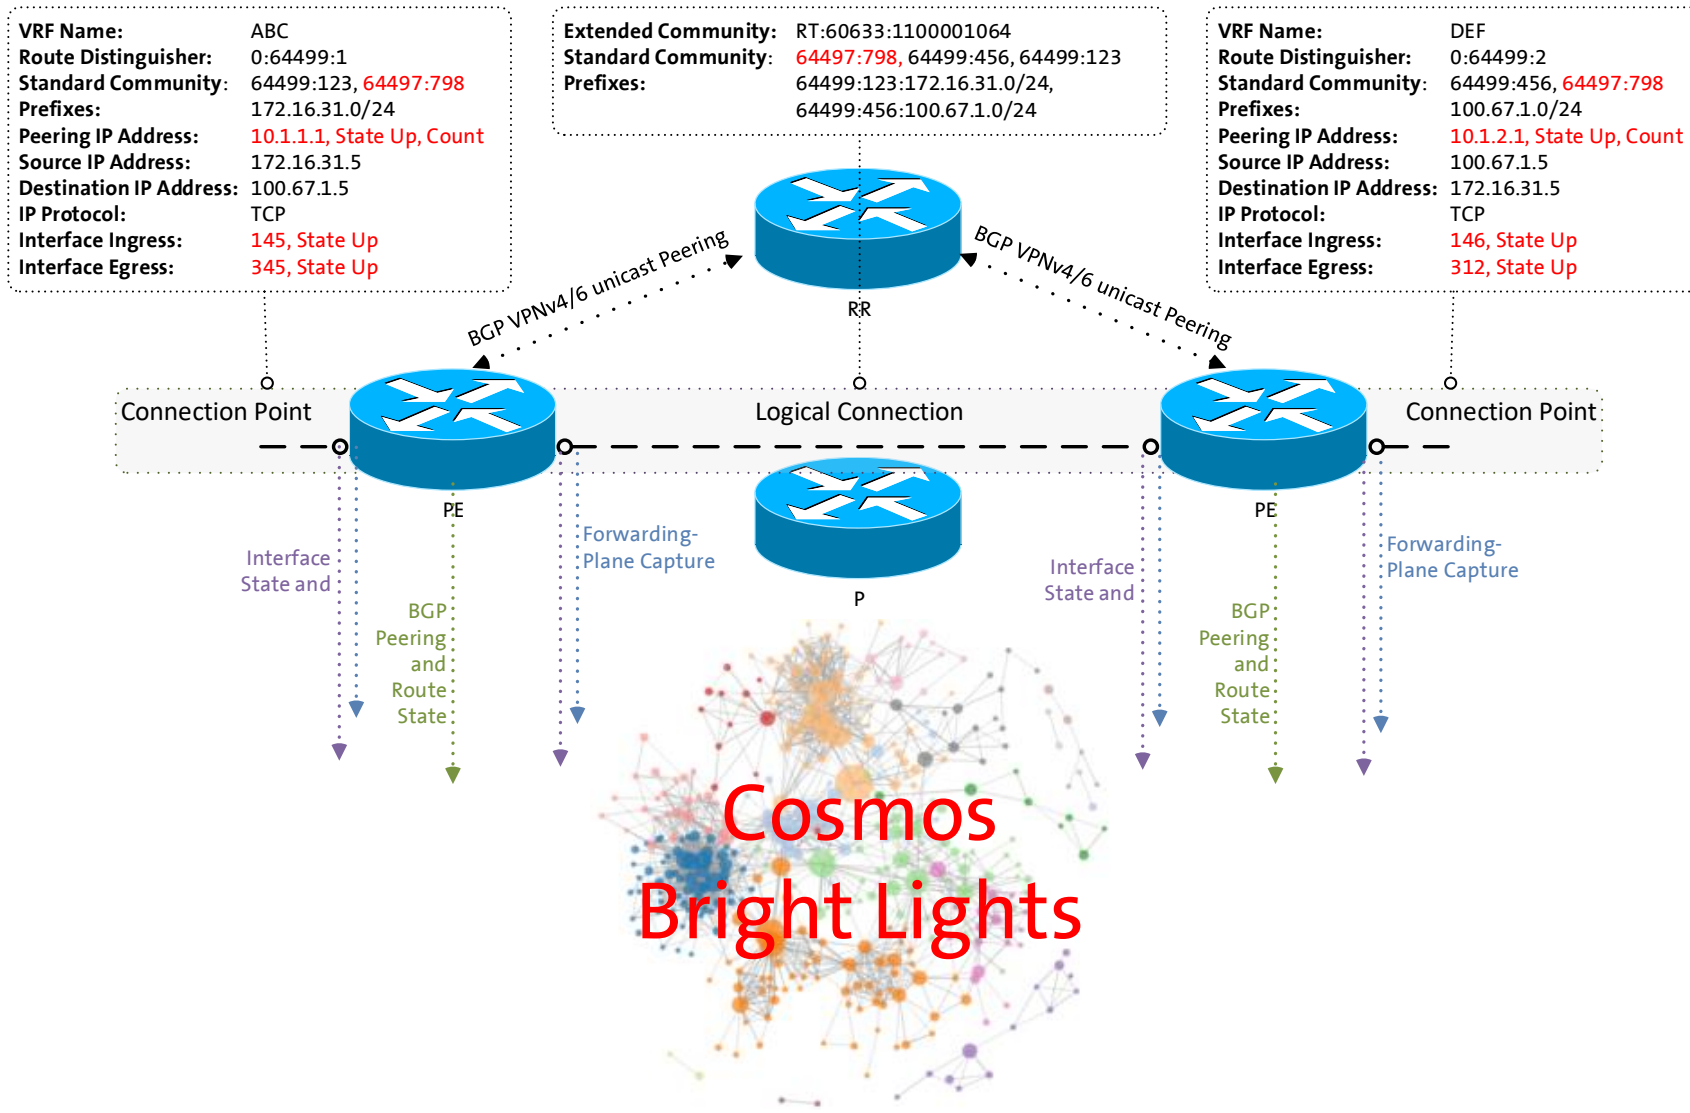 VRF Name: ABC
Route Distinguisher: 0:64499:1
Standard Community: 64499:123, 64497:798
Prefixes: 172.16.31.0/24
Peering IP Address: 10.1.1.1, State Up, Count
Source IP Address: 172.16.31.5
Destination IP Address: 100.67.1.5
IP Protocol: TCP
Interface Ingress: 145, State Up
Interface Egress: 345, State Up
Extended Community: RT:60633:1100001064
Standard Community: 64497:798, 64499:456, 64499:123
Prefixes: 64499:123:172.16.31.0/24,
64499:456:100.67.1.0/24
VRF Name: DEF
Route Distinguisher: 0:64499:2
Standard Community: 64499:456, 64497:798
Prefixes: 100.67.1.0/24
Peering IP Address: 10.1.2.1, State Up, Count
Source IP Address: 100.67.1.5
Destination IP Address: 172.16.31.5
IP Protocol: TCP
Interface Ingress: 146, State Up
Interface Egress: 312, State Up
BGP VPNv4/6 unicast Peering
BGP VPNv4/6 unicast Peering
RR
Connection Point
Logical Connection
Connection Point
PE
PE
P
Interface
State and
BGP
Peering
and
Route
State
Forwarding-
Plane Capture
Interface
State and
BGP
Peering
and
Route
State
Forwarding-
Plane Capture
Cosmos
Bright Lights